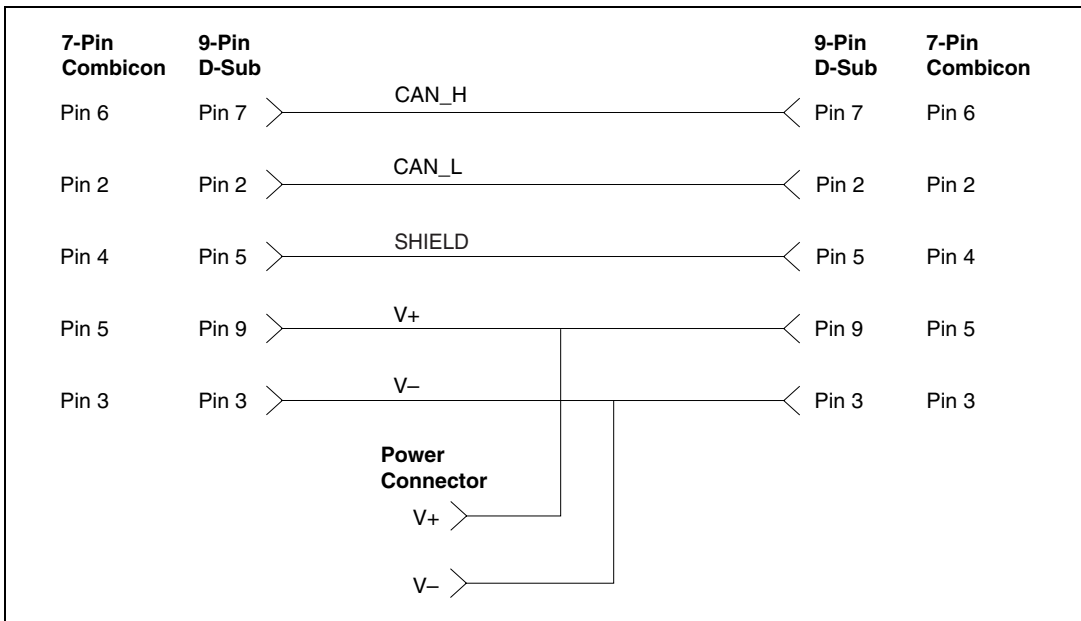 7-Pin Combicon 9-Pin D-Sub 9-Pin D-Sub 7-Pin Combicon
Pin 6 Pin 7 CAN_H Pin 7 Pin 6
Pin 2 Pin 2 CAN_L Pin 2 Pin 2
Pin 4 Pin 5 SHIELD Pin 5 Pin 4
Pin 5 Pin 9 V+ Pin 9 Pin 5
Pin 3 Pin 3 V– Pin 3 Pin 3
Power
Connector
V+
V–